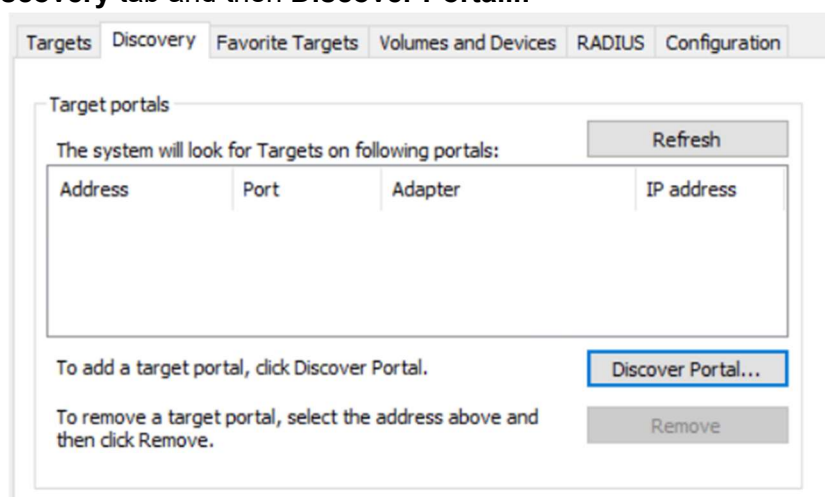 covery tab and then Discover Portal...
Targets Discovery Favorite Targets Volumes and Devices RADIUS Configuration
Target portals
The system will look for Targets on following portals:
Refresh
Address Port Adapter IP address
To add a target portal, click Discover Portal.
Discover Portal...
To remove a target portal, select the address above and
then click Remove.
Remove